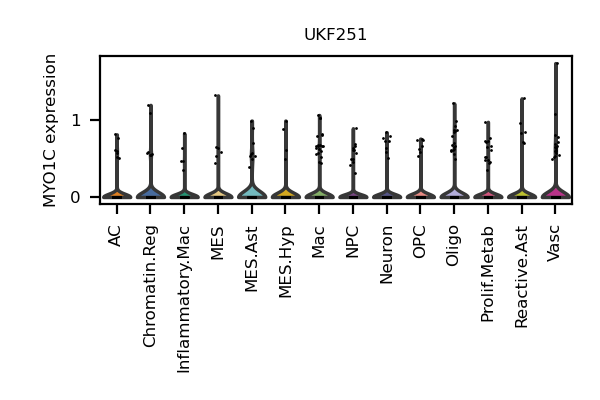 UKF251
MYO1C expression
1
0
AC
Chromatin.Reg
Inflammatory.Mac
MES
MES.Ast
MES.Hyp
Mac
NPC
Neuron
OPC
Oligo
Prolif.Metab
Reactive.Ast
Vasc